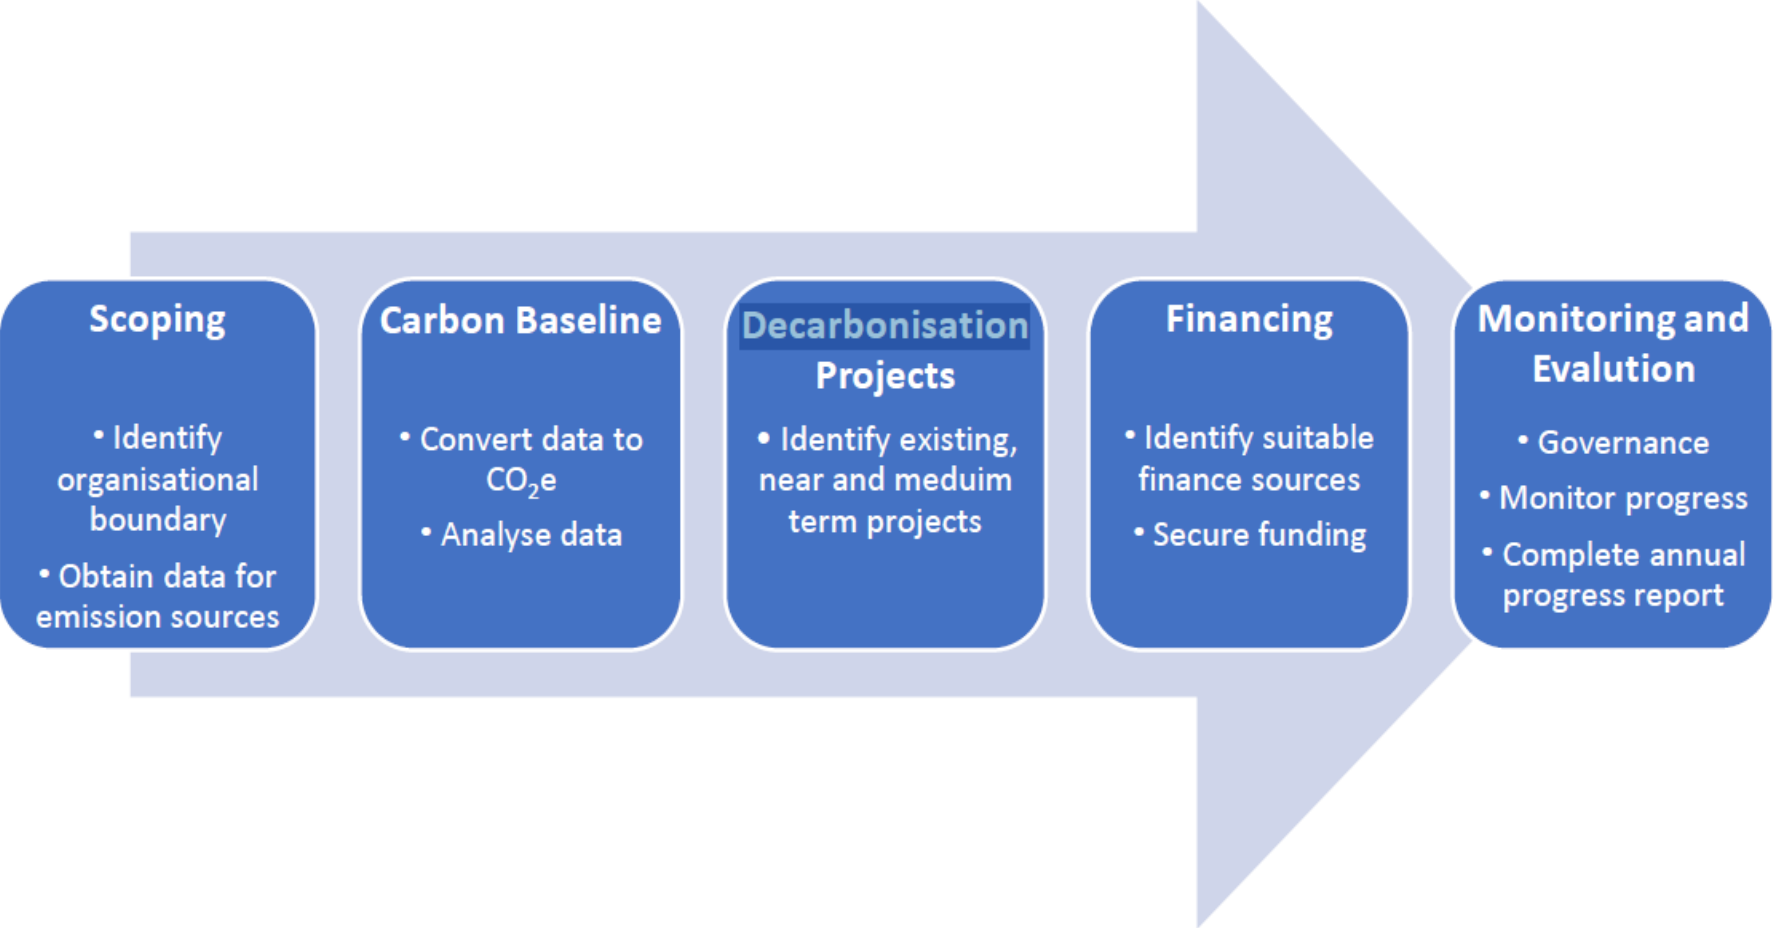 Scoping
• Identify
organisational
boundary
• Obtain data for
emission sources
Carbon Baseline
• Convert data to
CO₂e
• Analyse data
Decarbonisation
Projects
• Identify existing,
near and meduim
term projects
Financing
• Identify suitable
finance sources
• Secure funding
Monitoring and
Evalution
• Governance
• Monitor progress
• Complete annual
progress report